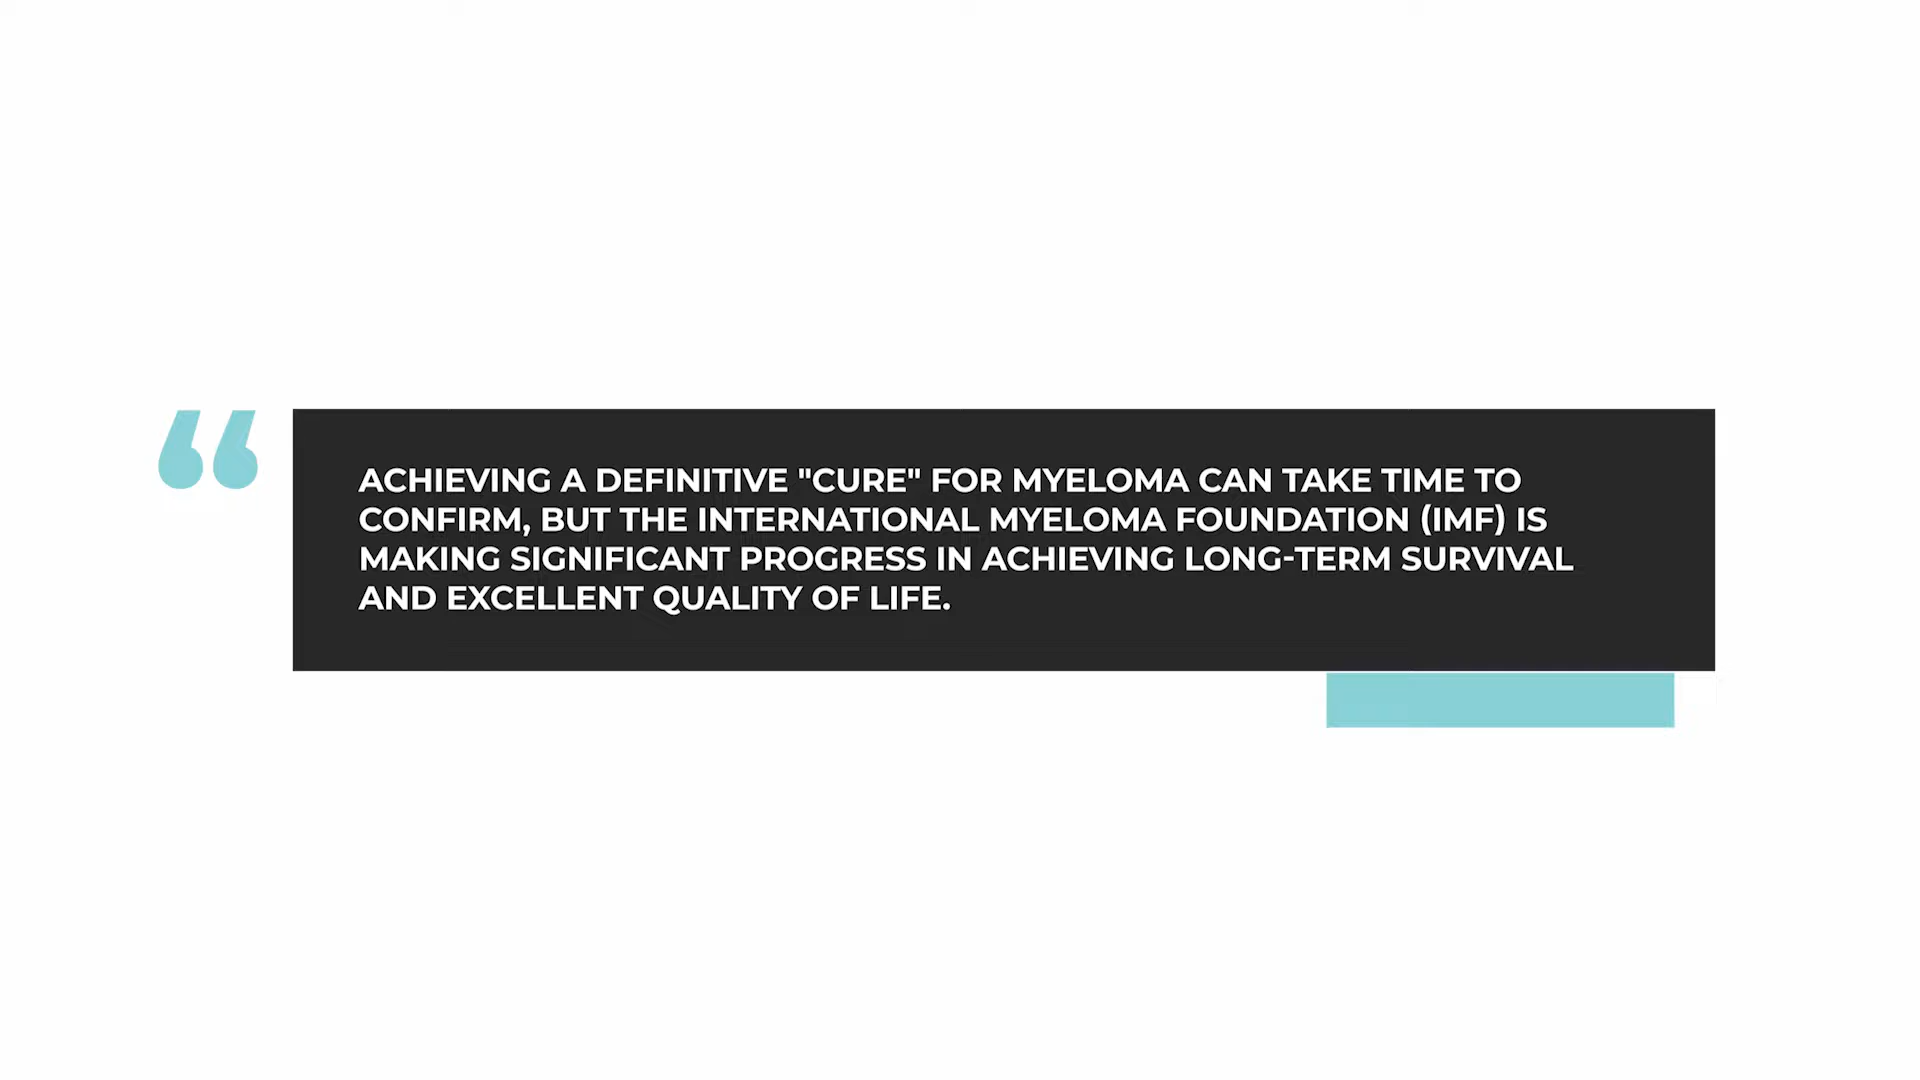 ACHIEVING A DEFINITIVE "CURE" FOR MYELOMA CAN TAKE TIME TO
CONFIRM, BUT THE INTERNATIONAL MYELOMA FOUNDATION (IMF) IS
MAKING SIGNIFICANT PROGRESS IN ACHIEVING LONG-TERM SURVIVAL
AND EXCELLENT QUALITY OF LIFE.